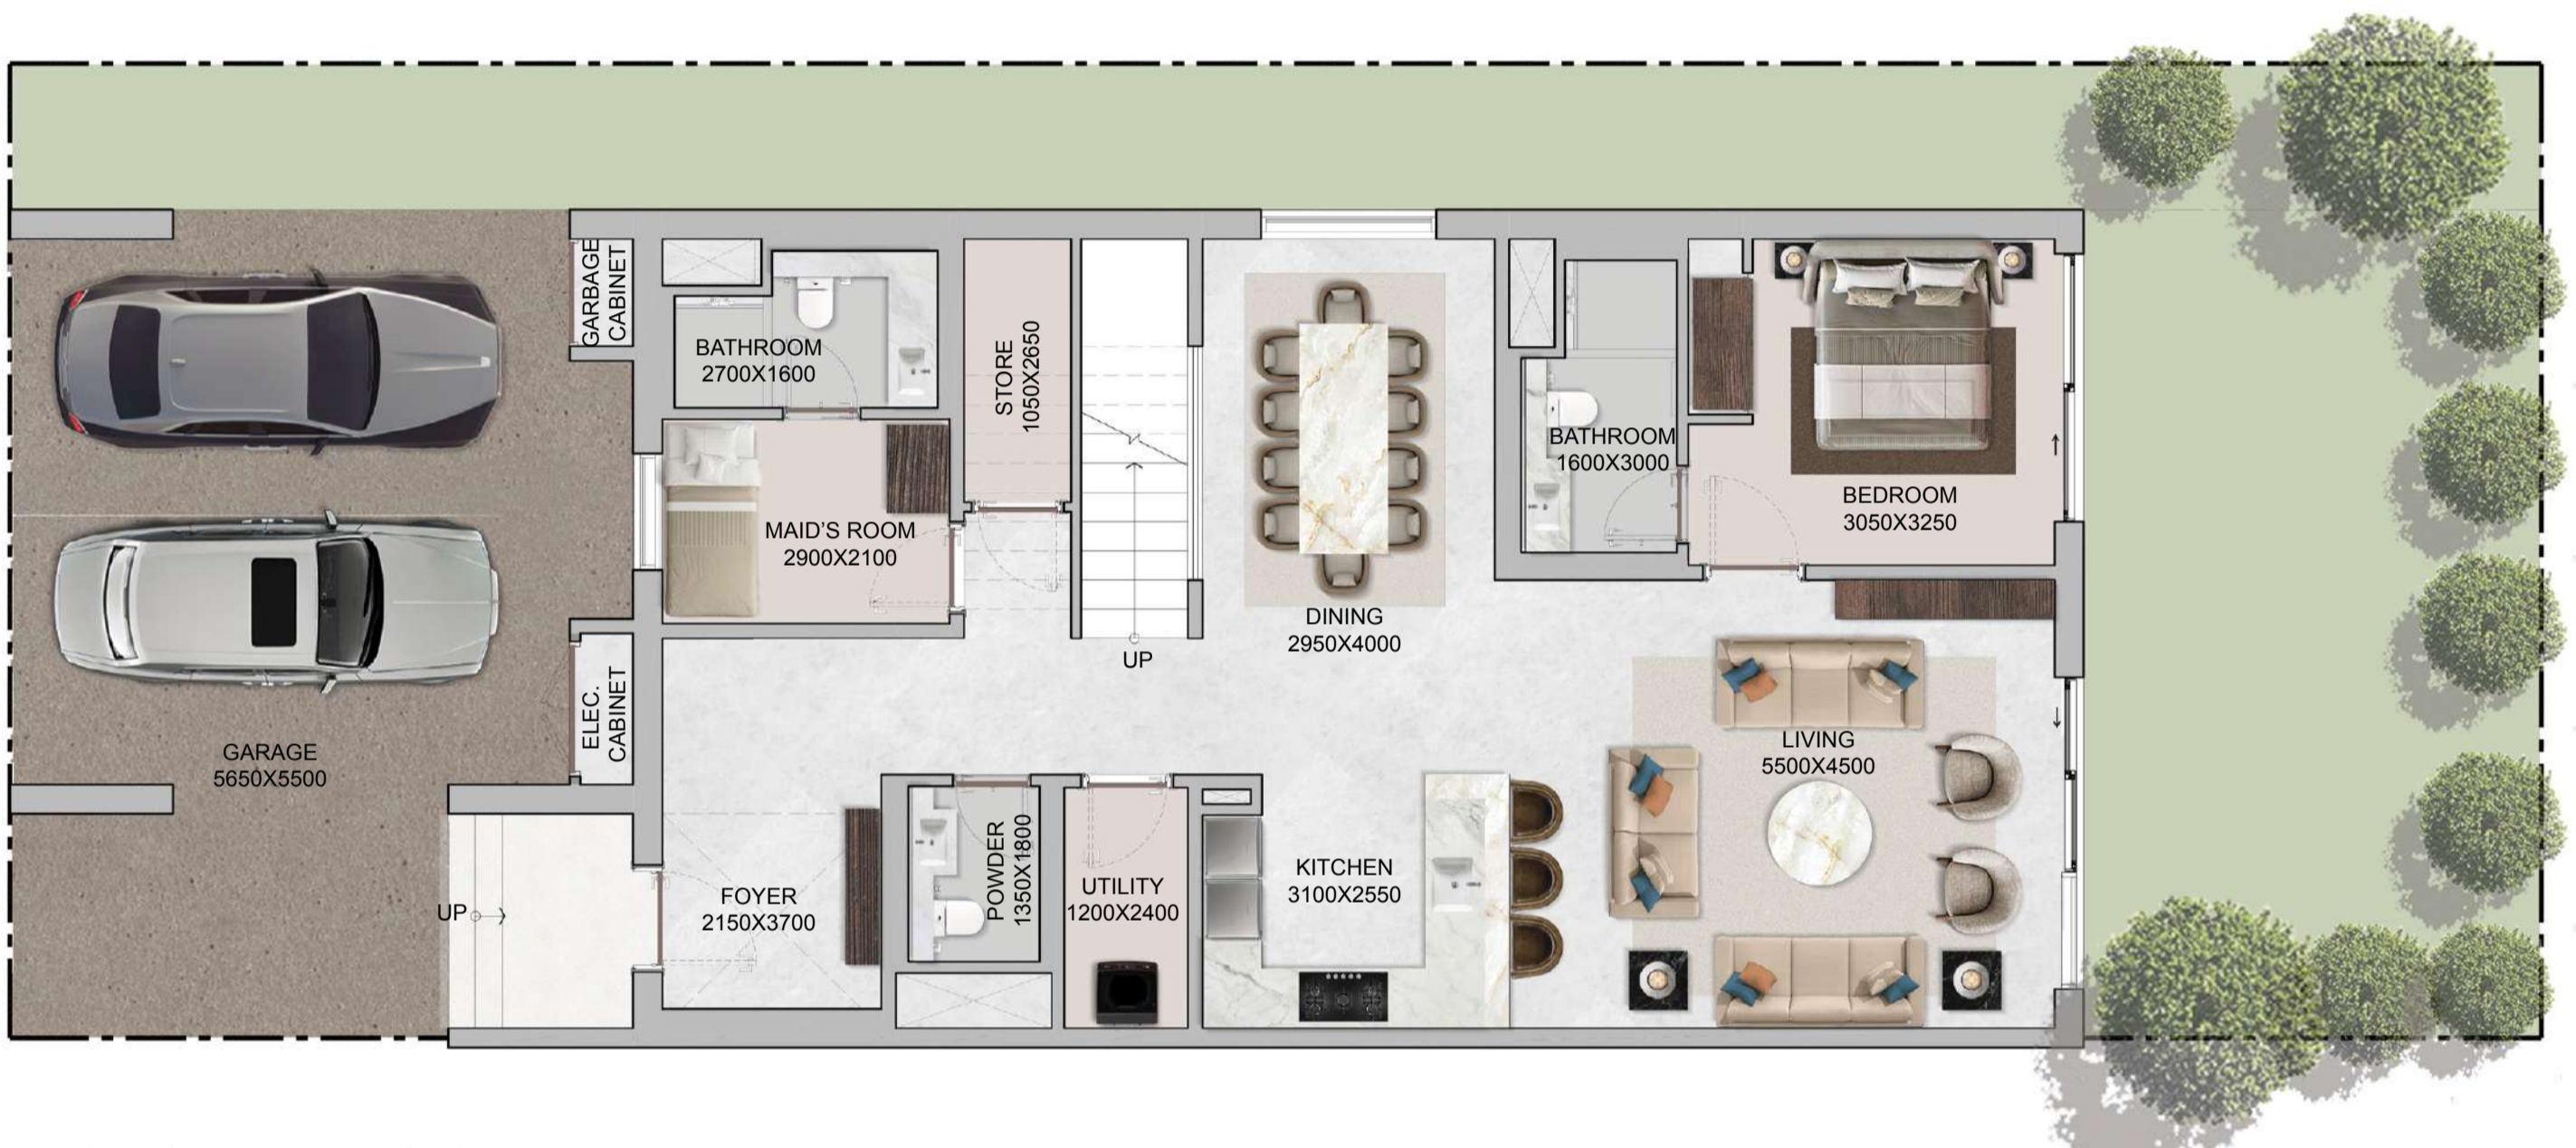 GARBAGE
CABINET
BATHROOM
2700X1600
STORE
1050X2650
MAID'S ROOM
2900X2100
UP
DINING
2950X4000
BATHROOM
1600X3000
BEDROOM
3050X3250
GARAGE
5650X5500
ELEC.
CABINET
LIVING
5500X4500
UP
FOYER
2150X3700
POWDER
1350X1800
UTILITY
1200X2400
KITCHEN
3100X2550